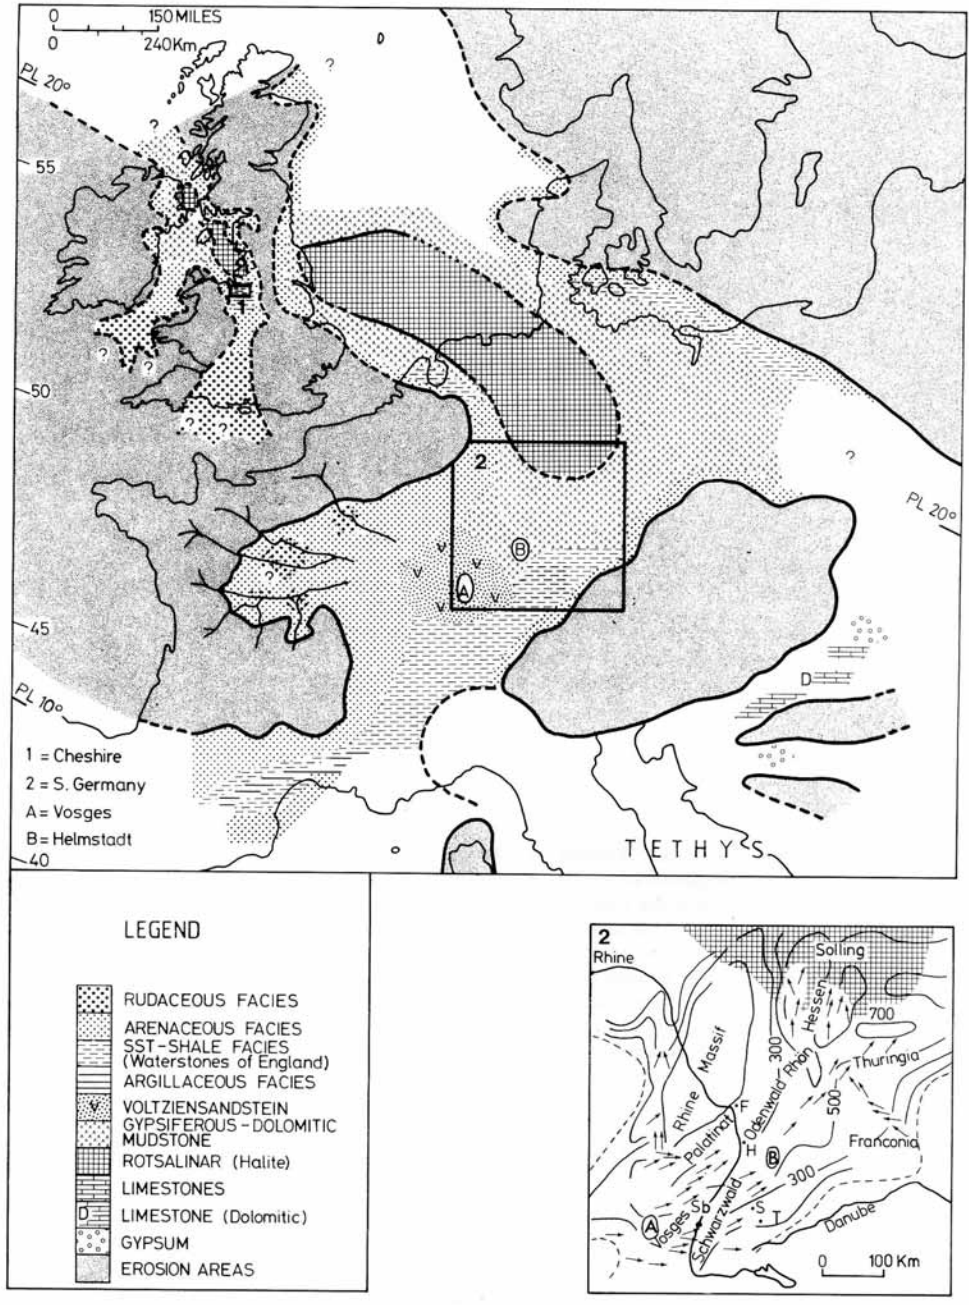 0 150 MILES
0 240 Km
PL 20°
?
?
55
?
?
50
?
?
?
2
PL 20°
B
V
V
V
?
A
V
V
45
D
PL 10°
1 = Cheshire
2 = S. Germany
A = Vosges
B = Helmstadt
TETHYS
40
LEGEND
RUDACEOUS FACIES
ARENACEOUS FACIES
SST-SHALE FACIES
(Waterstones of England)
ARGILLACEOUS FACIES
V VOLTZIENSANDSTEIN
GYPSIFEROUS-DOLOMITIC
MUDSTONE
ROTSALINAR (Halite)
LIMESTONES
D LIMESTONE (Dolomitic)
GYPSUM
EROSION AREAS
2
Rhine
Solling
Hessen
700
Massif
300
Rhön
Thuringia
500
Rhine
F
Odenwald
Palatinat
H
B
Franconia
300
Sb
S
T
A
Vosges
Schwarzwald
Danube
0 100 Km